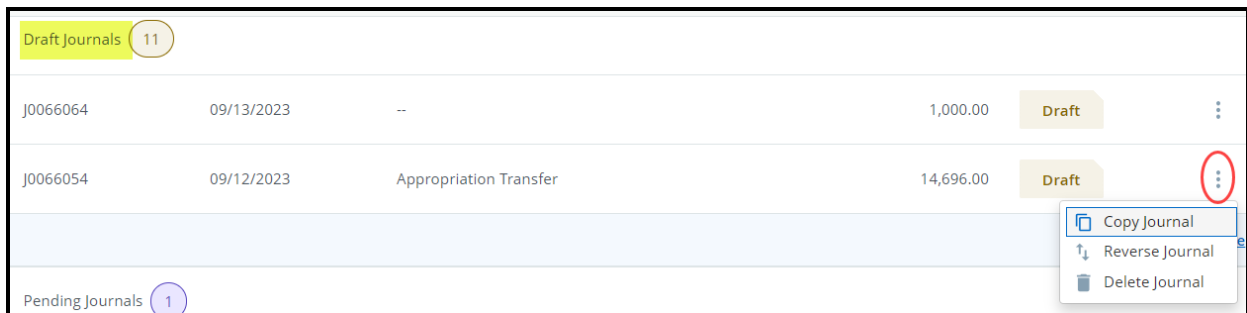 Draft Journals 11
J0066064 09/13/2023 -- 1,000.00 Draft
J0066054 09/12/2023 Appropriation Transfer 14,696.00 Draft
Copy Journal
Reverse Journal
Delete Journal
Pending Journals 1